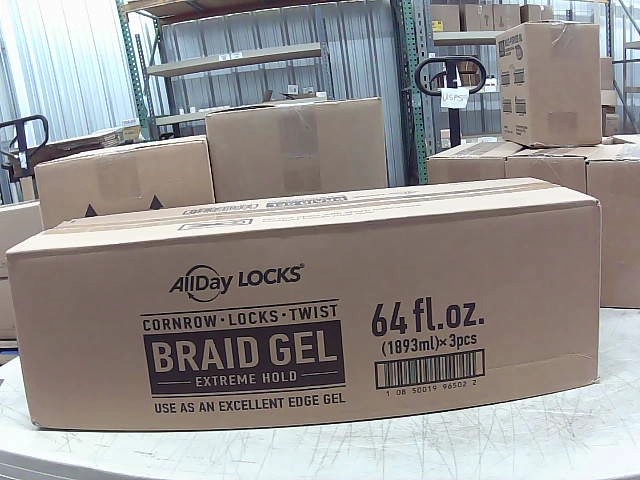 USPS
AllDay LOCKS®
CORNROW · LOCKS · TWIST
BRAID GEL
EXTREME HOLD
USE AS AN EXCELLENT EDGE GEL
64 fl.oz.
(1893ml)×3pcs
1 08 50019 96502 2